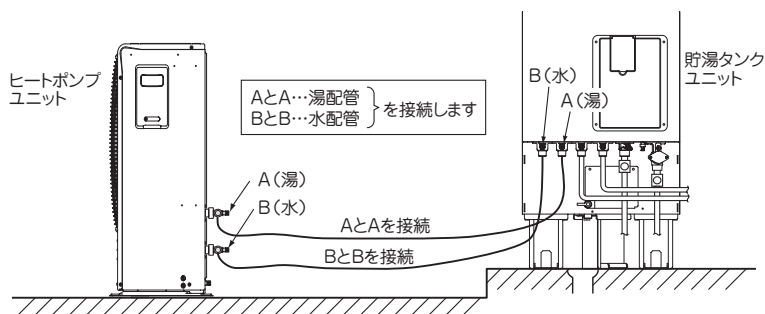 ヒートポンプ
ユニット
AとA…湯配管
BとB…水配管
を接続します
貯湯タンク
ユニット
B(水)
A(湯)
A(湯)
B(水)
AとAを接続
BとBを接続